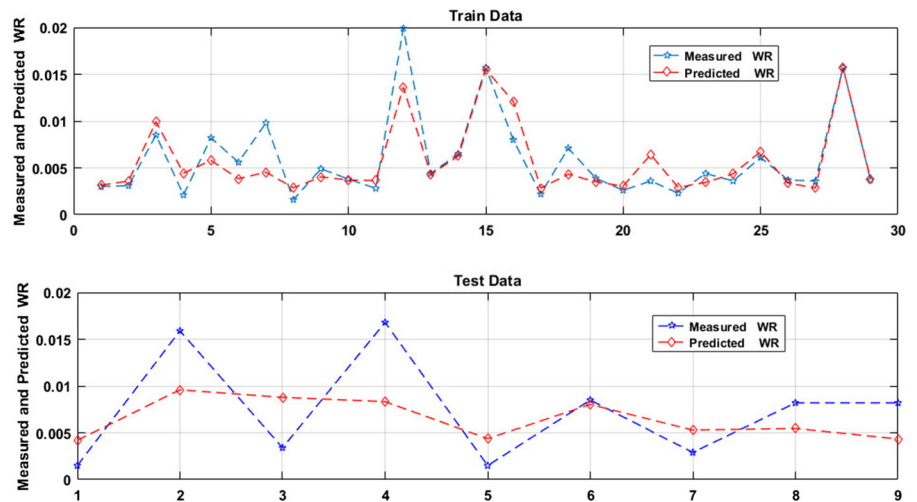 Train Data
Measured and Predicted WR
0.02
0.015
0.01
0.005
0
Measured WR
Predicted WR
0 5 10 15 20 25 30
Test Data
Measured and Predicted WR
0.02
0.015
0.01
0.005
0
Measured WR
Predicted WR
1 2 3 4 5 6 7 8 9